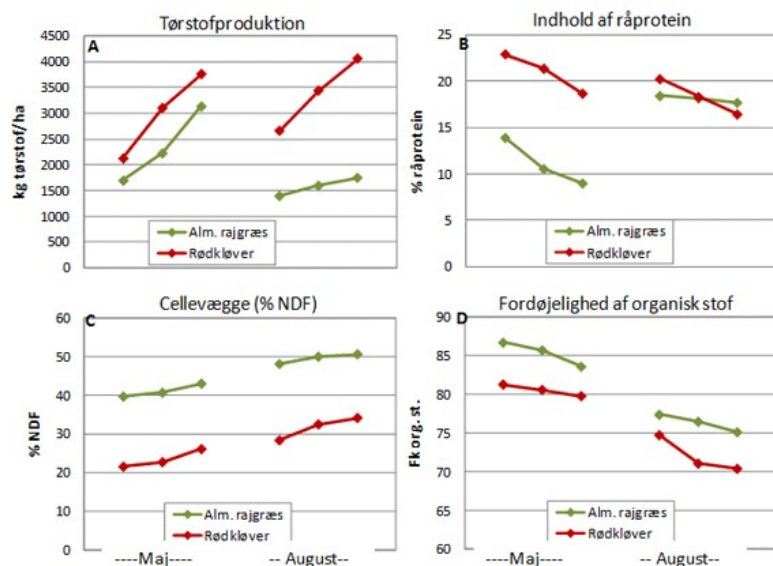 Tørstofproduktion
A
kg tørstof/ha
4500
4000
3500
3000
2500
2000
1500
1000
500
0
Alm. rajgræs
Rødkløver
Indhold af råprotein
B
% råprotein
25
20
15
10
5
0
Alm. rajgræs
Rødkløver
Cellevægge (% NDF)
C
% NDF
60
50
40
30
20
10
0
Alm. rajgræs
Rødkløver
----Maj---- -- August--
Fordøjelighed af organisk stof
D
Fk org. st.
90
85
80
75
70
65
60
Alm. rajgræs
Rødkløver
----Maj---- -- August--